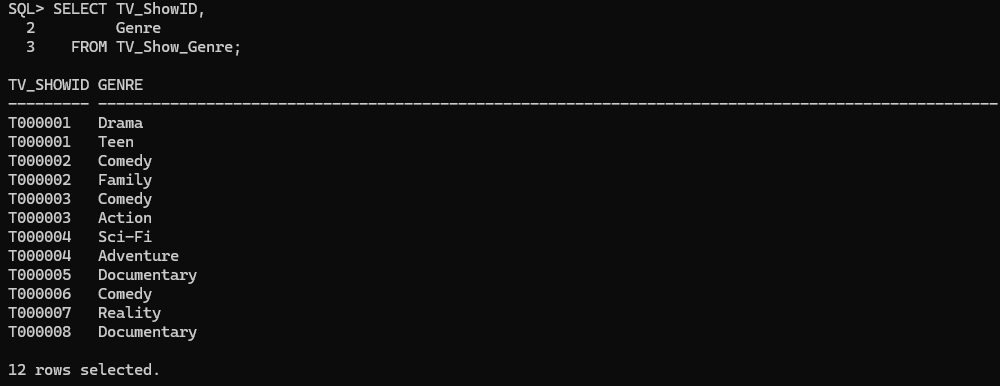 SQL> SELECT TV_ShowID,
  2         Genre
  3    FROM TV_Show_Genre;

TV_SHOWID GENRE
--------- ----------------------------------------------------------------------------------------------------
T000001   Drama
T000001   Teen
T000002   Comedy
T000002   Family
T000003   Comedy
T000003   Action
T000004   Sci-Fi
T000004   Adventure
T000005   Documentary
T000006   Comedy
T000007   Reality
T000008   Documentary

12 rows selected.